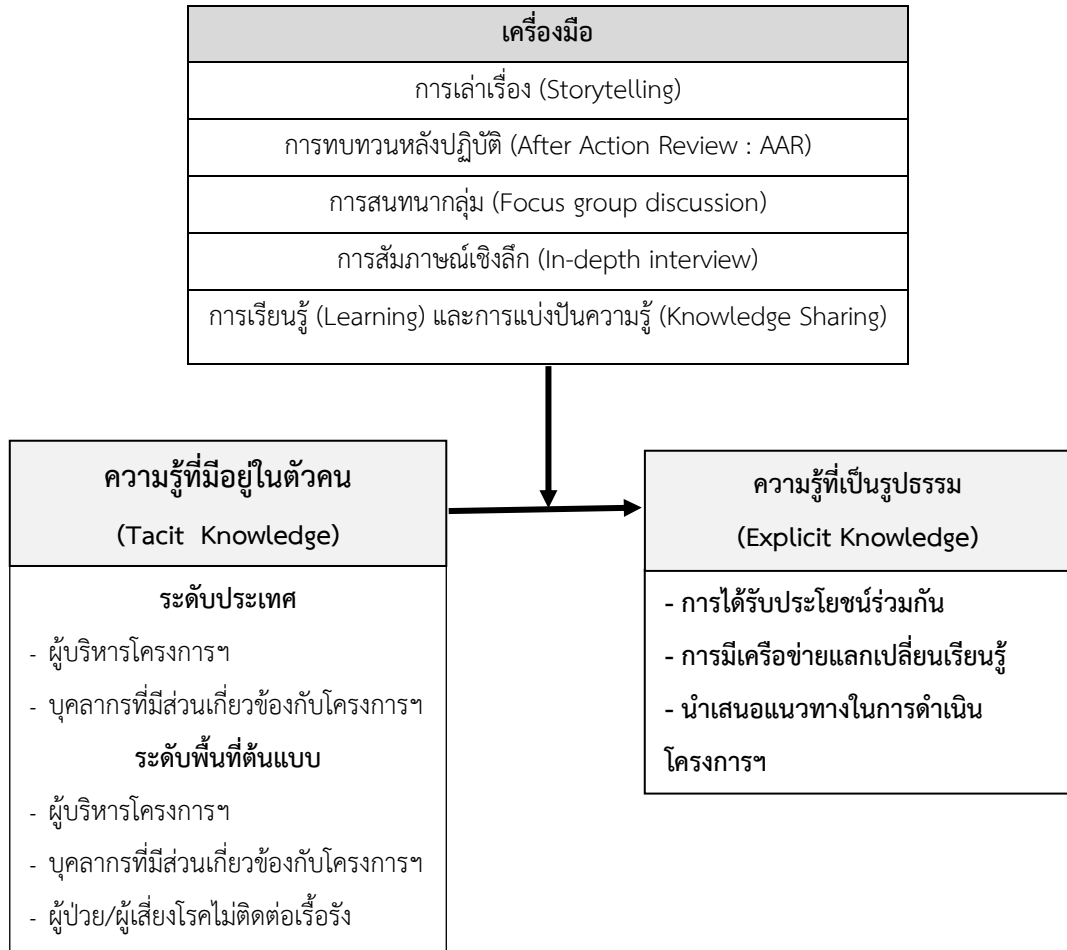 เครื่องมือ
การเล่าเรื่อง (Storytelling)
การทบทวนหลังปฏิบัติ (After Action Review : AAR)
การสนทนากลุ่ม (Focus group discussion)
การสัมภาษณ์เชิงลึก (In-depth interview)
การเรียนรู้ (Learning) และการแบ่งปันความรู้ (Knowledge Sharing)
ความรู้ที่มีอยู่ในตัวคน
(Tacit Knowledge)
ระดับประเทศ
- ผู้บริหารโครงการฯ
- บุคลากรที่มีส่วนเกี่ยวข้องกับโครงการฯ
ระดับพื้นที่ต้นแบบ
- ผู้บริหารโครงการฯ
- บุคลากรที่มีส่วนเกี่ยวข้องกับโครงการฯ
- ผู้ป่วย/ผู้เสี่ยงโรคไม่ติดต่อเรื้อรัง
ความรู้ที่เป็นรูปธรรม
(Explicit Knowledge)
- การได้รับประโยชน์ร่วมกัน
- การมีเครือข่ายแลกเปลี่ยนเรียนรู้
- นำเสนอแนวทางในการดำเนิน
โครงการฯ